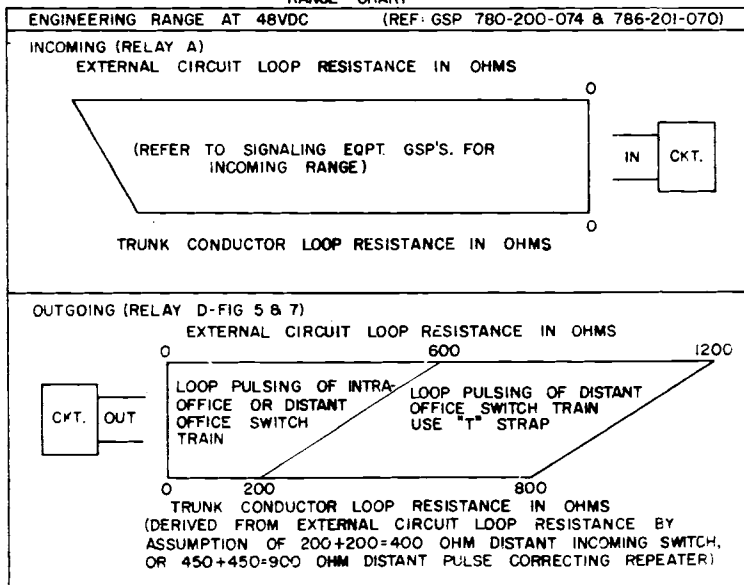 RANGE CHART
ENGINEERING RANGE AT 48VDC (REF: GSP 780-200-074 & 786-201-070)
INCOMING (RELAY A)
EXTERNAL CIRCUIT LOOP RESISTANCE IN OHMS
0
(REFER TO SIGNALING EQPT. GSP'S. FOR
INCOMING RANGE)
IN CKT.
0
TRUNK CONDUCTOR LOOP RESISTANCE IN OHMS
OUTGOING (RELAY D-FIG 5 & 7)
EXTERNAL CIRCUIT LOOP RESISTANCE IN OHMS
0 600 1200
CKT. OUT
LOOP PULSING OF INTRA-
OFFICE OR DISTANT
OFFICE SWITCH
TRAIN
LOOP PULSING OF DISTANT
OFFICE SWITCH TRAIN
USE "T" STRAP
0 200 800
TRUNK CONDUCTOR LOOP RESISTANCE IN OHMS
(DERIVED FROM EXTERNAL CIRCUIT LOOP RESISTANCE BY
ASSUMPTION OF 200+200=400 OHM DISTANT INCOMING SWITCH,
OR 450+450=900 OHM DISTANT PULSE CORRECTING REPEATER)